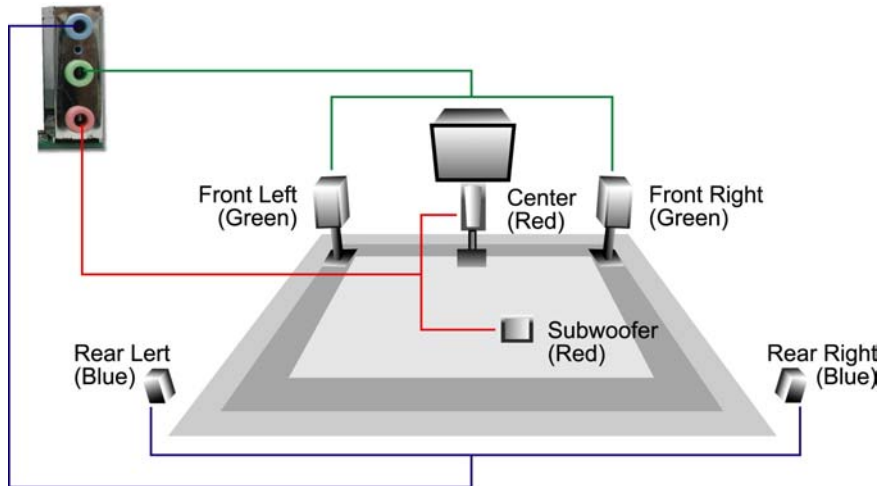 Front Left
(Green)
Center
(Red)
Front Right
(Green)
Subwoofer
(Red)
Rear Lert
(Blue)
Rear Right
(Blue)